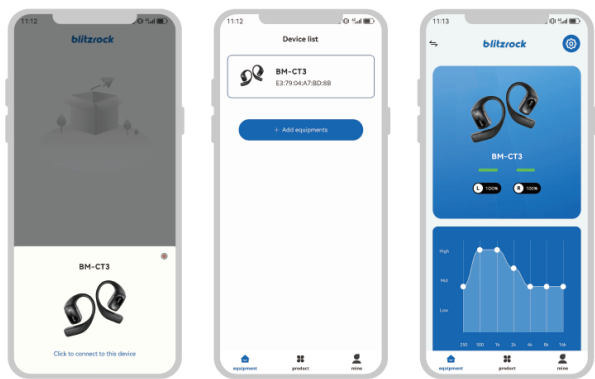 11:12
blitzrock
BM-CT3
Click to connect to this device
11:12
Device list
BM-CT3
E3:79:04:A7:BD:8B
+ Add equipments
equipment product mine
11:13
blitzrock
BM-CT3
L 100% R 100%
High
Mid
Low
250 500 1k 2k 4k 8k 16k
equipment product mine